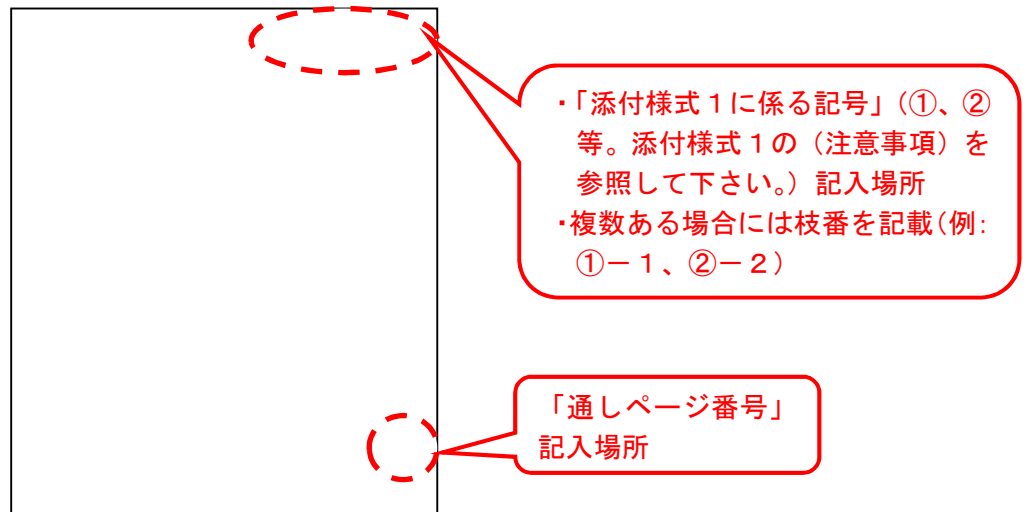 ・「添付様式１に係る記号」（①、②
等。添付様式１の（注意事項）を
参照して下さい。）記入場所
・複数ある場合には枝番を記載（例：
①－１、②－２）
「通しページ番号」
記入場所